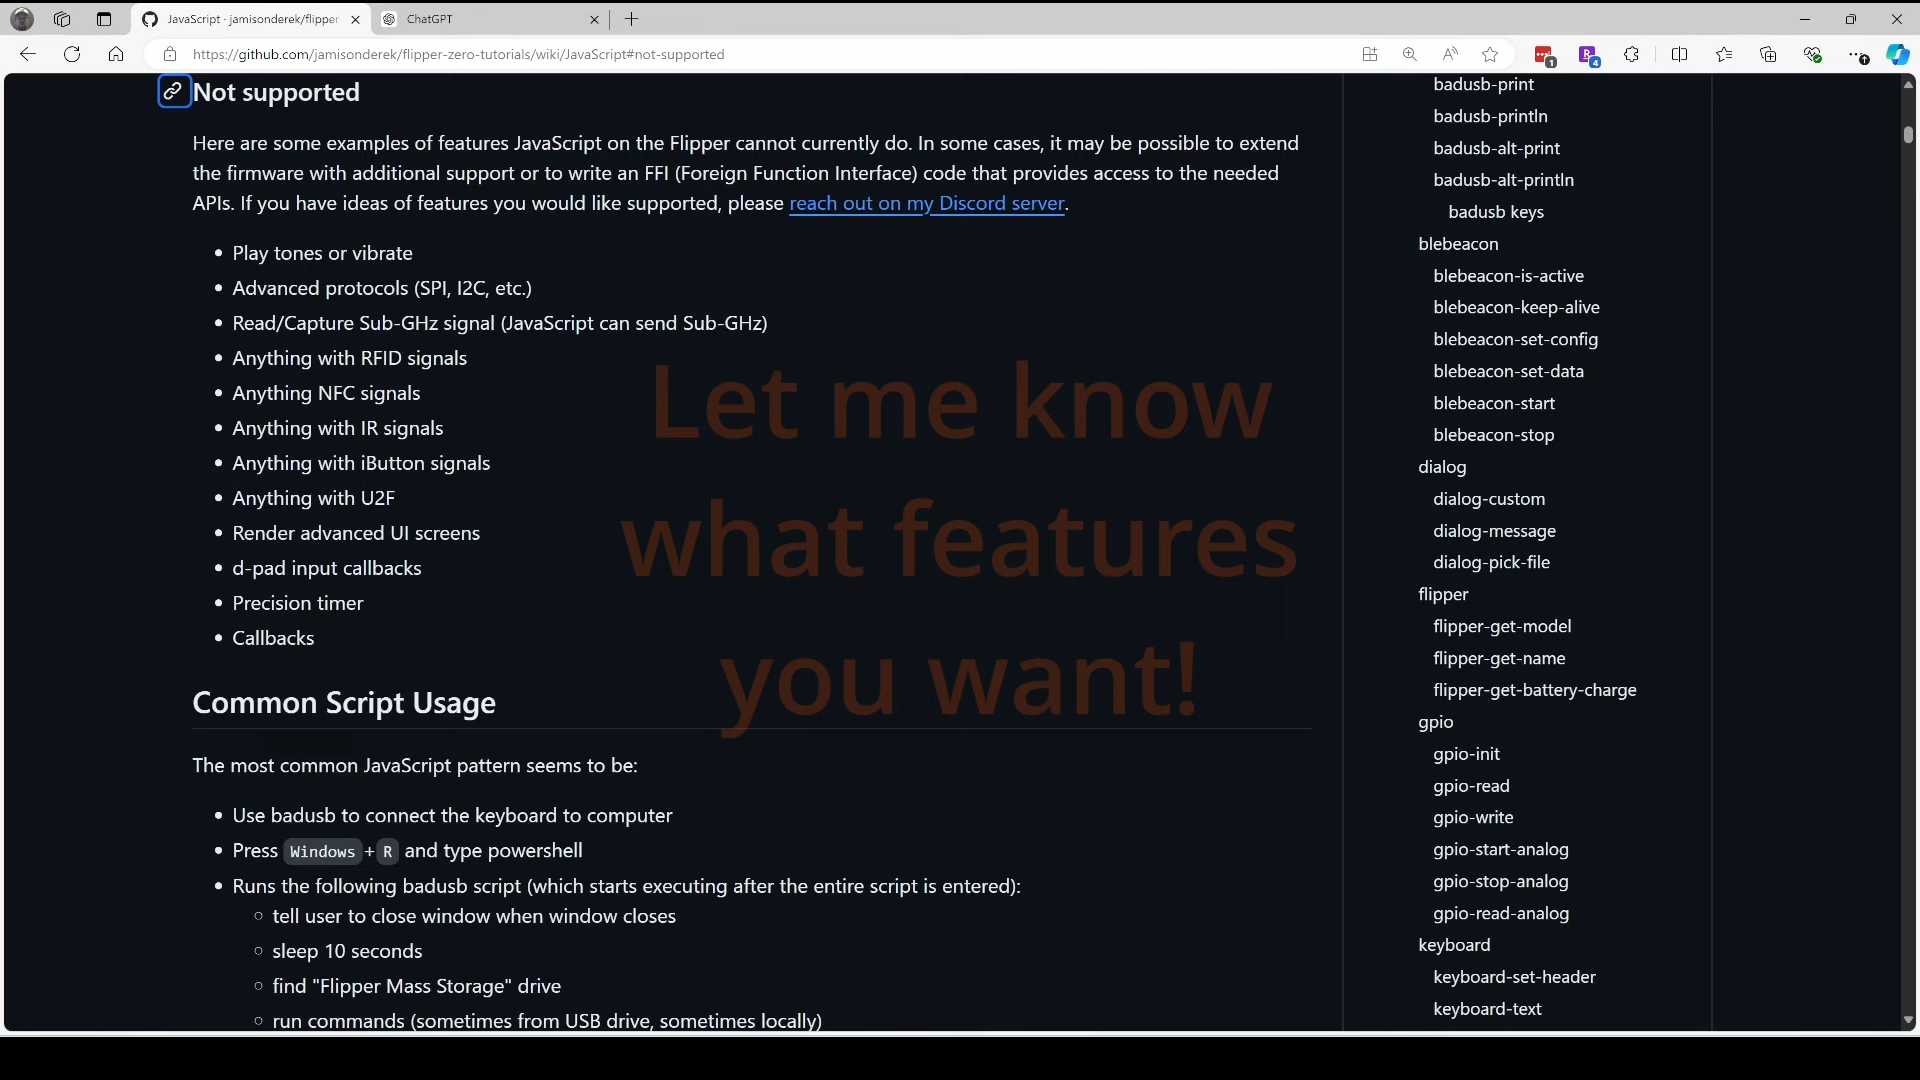 JavaScript · jamisonderek/flipper
ChatGPT
https://github.com/jamisonderek/flipper-zero-tutorials/wiki/JavaScript#not-supported
1
4
Not supported
Here are some examples of features JavaScript on the Flipper cannot currently do. In some cases, it may be possible to extend
the firmware with additional support or to write an FFI (Foreign Function Interface) code that provides access to the needed
APIs. If you have ideas of features you would like supported, please reach out on my Discord server.
• Play tones or vibrate
• Advanced protocols (SPI, I2C, etc.)
• Read/Capture Sub-GHz signal (JavaScript can send Sub-GHz)
• Anything with RFID signals
• Anything NFC signals
• Anything with IR signals
• Anything with iButton signals
• Anything with U2F
• Render advanced UI screens
• d-pad input callbacks
• Precision timer
• Callbacks
Let me know
what features
you want!
Common Script Usage
The most common JavaScript pattern seems to be:
• Use badusb to connect the keyboard to computer
• Press Windows + R and type powershell
• Runs the following badusb script (which starts executing after the entire script is entered):
◦ tell user to close window when window closes
◦ sleep 10 seconds
◦ find "Flipper Mass Storage" drive
◦ run commands (sometimes from USB drive, sometimes locally)
badusb-print
badusb-println
badusb-alt-print
badusb-alt-println
badusb keys
blebeacon
blebeacon-is-active
blebeacon-keep-alive
blebeacon-set-config
blebeacon-set-data
blebeacon-start
blebeacon-stop
dialog
dialog-custom
dialog-message
dialog-pick-file
flipper
flipper-get-model
flipper-get-name
flipper-get-battery-charge
gpio
gpio-init
gpio-read
gpio-write
gpio-start-analog
gpio-stop-analog
gpio-read-analog
keyboard
keyboard-set-header
keyboard-text